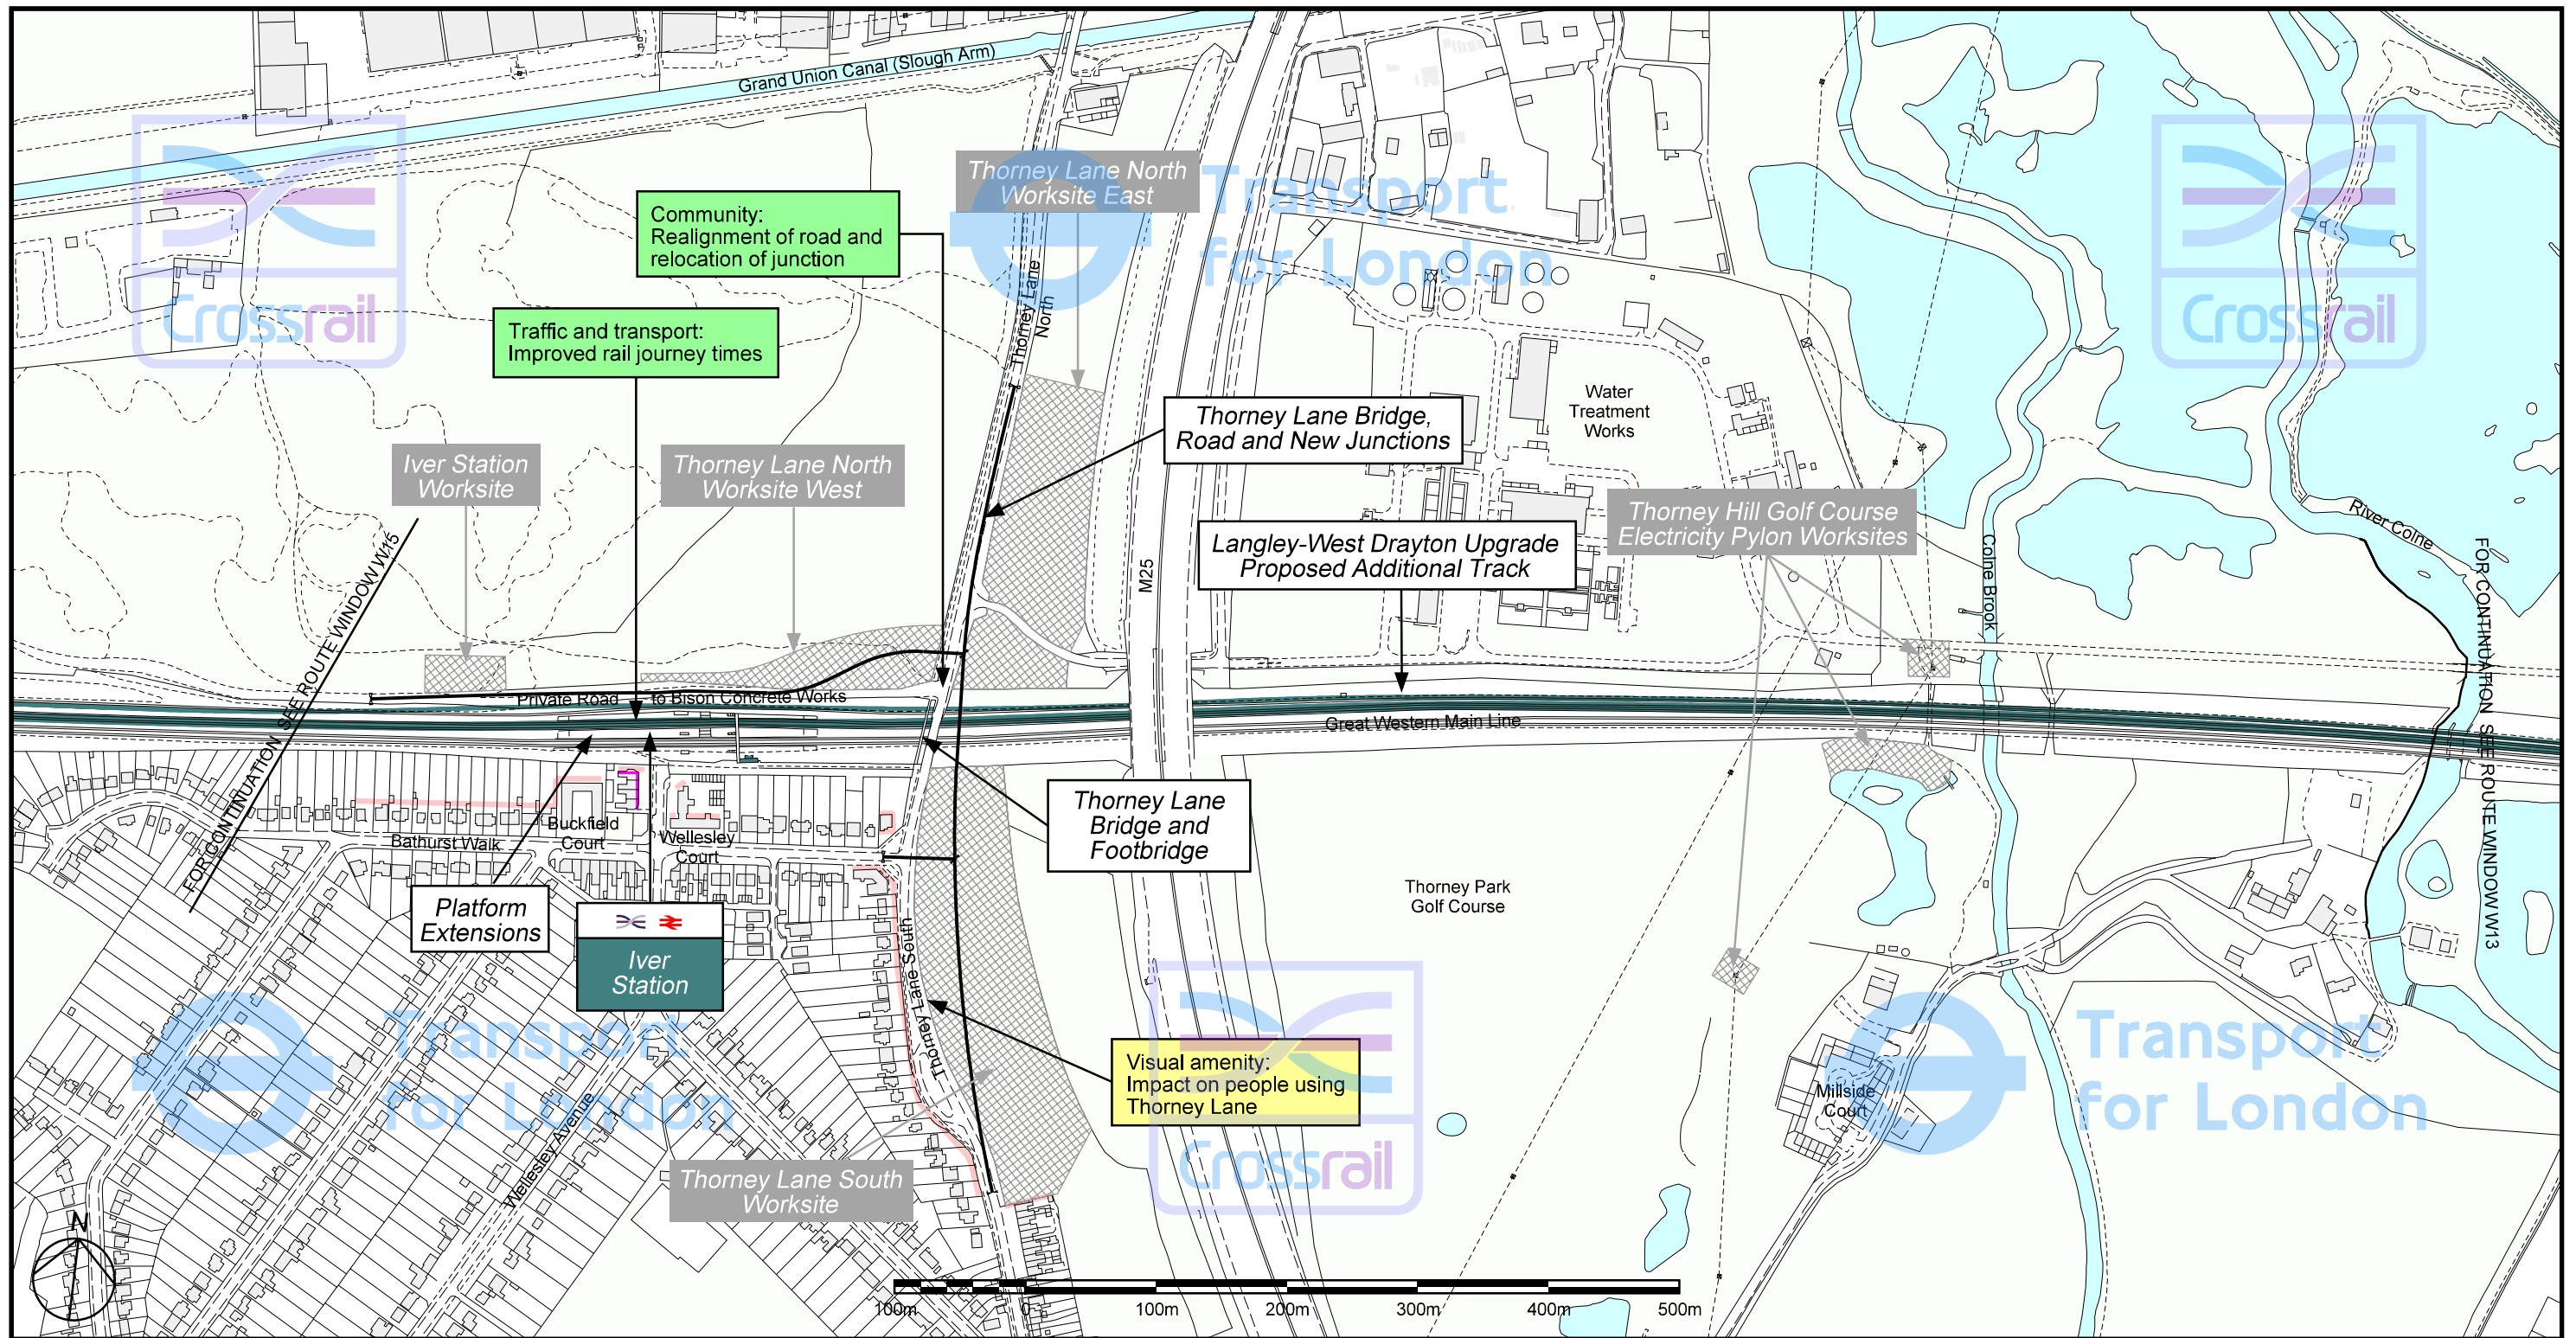 Grand Union Canal (Slough Arm)
Crossrail
Transport
for London
Crossrail
Thorney Lane North
Worksite East
Community:
Realignment of road and
relocation of junction
Thorney Lane
North
Traffic and transport:
Improved rail journey times
Water
Treatment
Works
Thorney Lane Bridge,
Road and New Junctions
Iver Station
Worksite
Thorney Lane North
Worksite West
Thorney Hill Golf Course
Electricity Pylon Worksites
River Colne
Langley-West Drayton Upgrade
Proposed Additional Track
M25
Colne Brook
FOR CONTINUATION SEE ROUTE WINDOW W15
FOR CONTINUATION SEE ROUTE WINDOW W13
Private Road to Bison Concrete Works
Great Western Main Line
Thorney Lane
Bridge and
Footbridge
Buckfield
Court
Wellesley
Court
Bathurst Walk
Thorney Park
Golf Course
Platform
Extensions
Iver
Station
Thorney Lane South
Transport
for London
Visual amenity:
Impact on people using
Thorney Lane
Crossrail
Millside
Court
Transport
for London
Wellesley Avenue
Thorney Lane South
Worksite
N
100m 0 100m 200m 300m 400m 500m